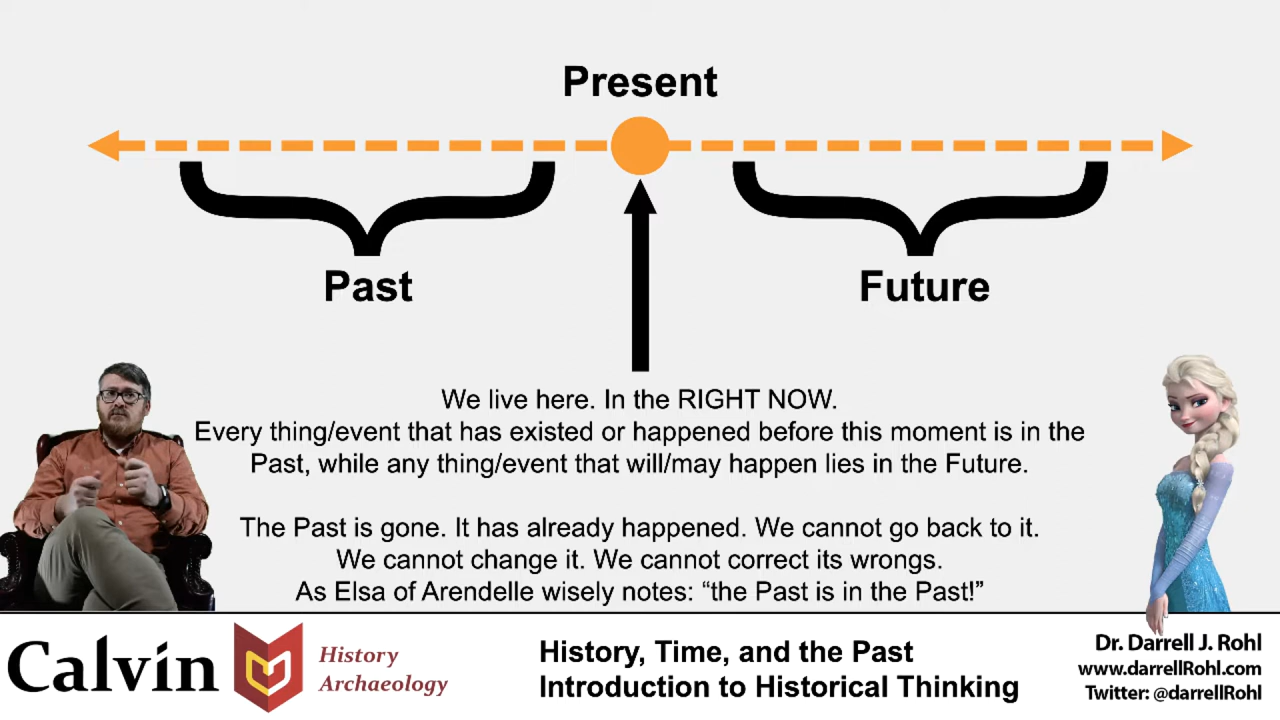 Present
Past
Future
We live here. In the RIGHT NOW.
Every thing/event that has existed or happened before this moment is in the
Past, while any thing/event that will/may happen lies in the Future.
The Past is gone. It has already happened. We cannot go back to it.
We cannot change it. We cannot correct its wrongs.
As Elsa of Arendelle wisely notes: “the Past is in the Past!”
Calvin
History
Archaeology
History, Time, and the Past
Introduction to Historical Thinking
Dr. Darrell J. Rohl
www.darrellRohl.com
Twitter: @darrellRohl